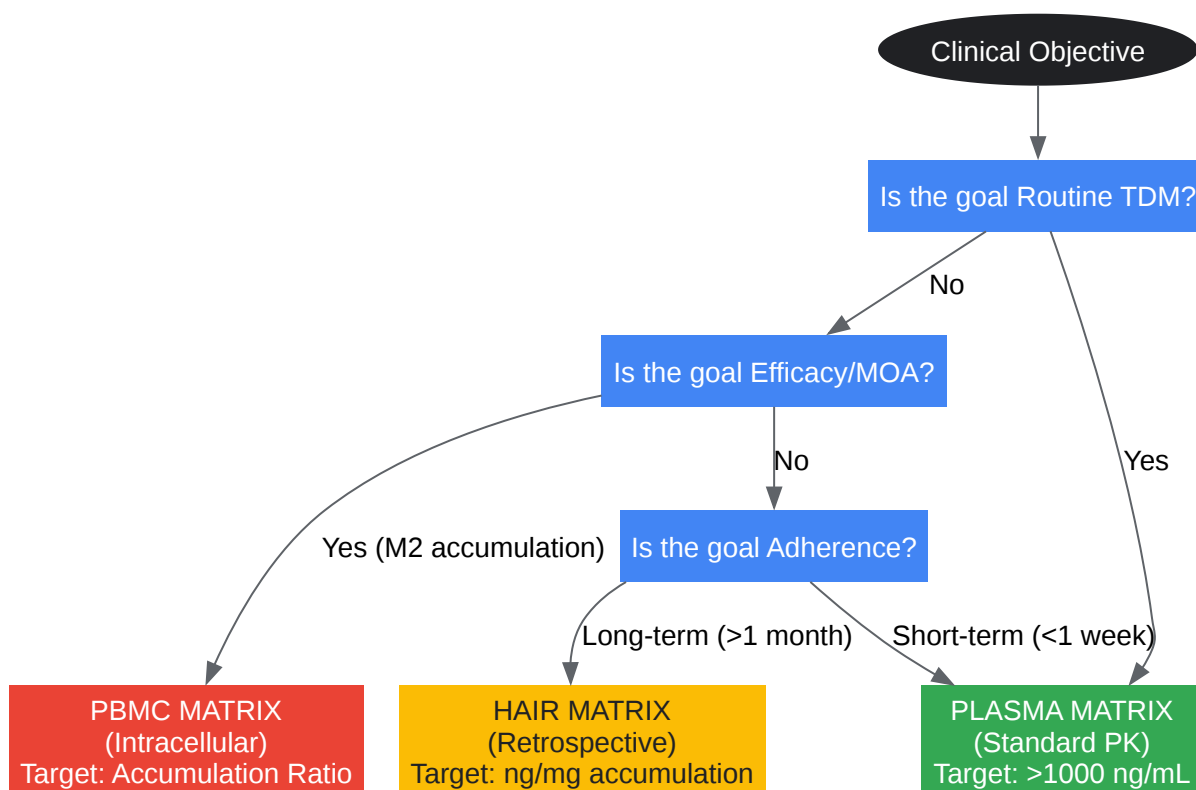 Clinical Objective
Is the goal Routine TDM?
No
Is the goal Efficacy/MOA?
No
Yes
Yes (M2 accumulation)
Is the goal Adherence?
Long-term (>1 month)
Short-term (<1 week)
PBMC MATRIX
(Intracellular)
Target: Accumulation Ratio
HAIR MATRIX
(Retrospective)
Target: ng/mg accumulation
PLASMA MATRIX
(Standard PK)
Target: >1000 ng/mL